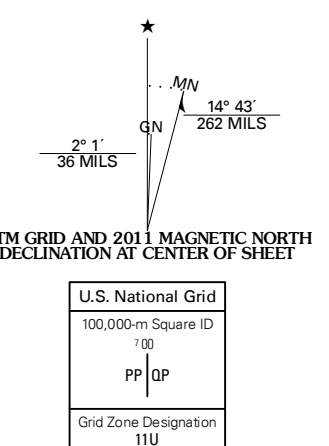 ★
MN
14° 43´
262 MILS
GN
2° 1´
36 MILS
TM GRID AND 2011 MAGNETIC NORTH
DECLINATION AT CENTER OF SHEET
U.S. National Grid
100,000-m Square ID
7 00
PP QP
Grid Zone Designation
11U